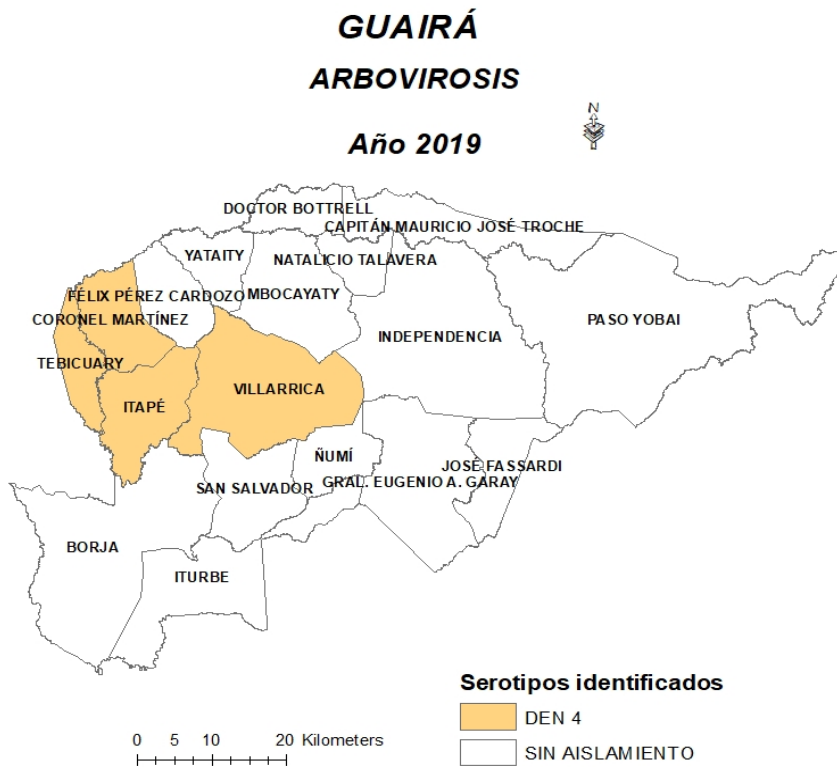 GUAIRÁ
ARBOVIROSIS
Año 2019
N
DOCTOR BOTTRELL
CAPITÁN MAURICIO JOSÉ TROCHE
YATAITY
NATALICIO TALAVERA
FÉLIX PÉREZ CARDOZO
MBOCAYATY
CORONEL MARTÍNEZ
PASO YOBAI
INDEPENDENCIA
TEBICUARY
VILLARRICA
ITAPÉ
ÑUMÍ
JOSÉ FASSARDI
GRAL. EUGENIO A. GARAY
SAN SALVADOR
BORJA
ITURBE
Serotipos identificados
DEN 4
SIN AISLAMIENTO
0 5 10 20 Kilometers